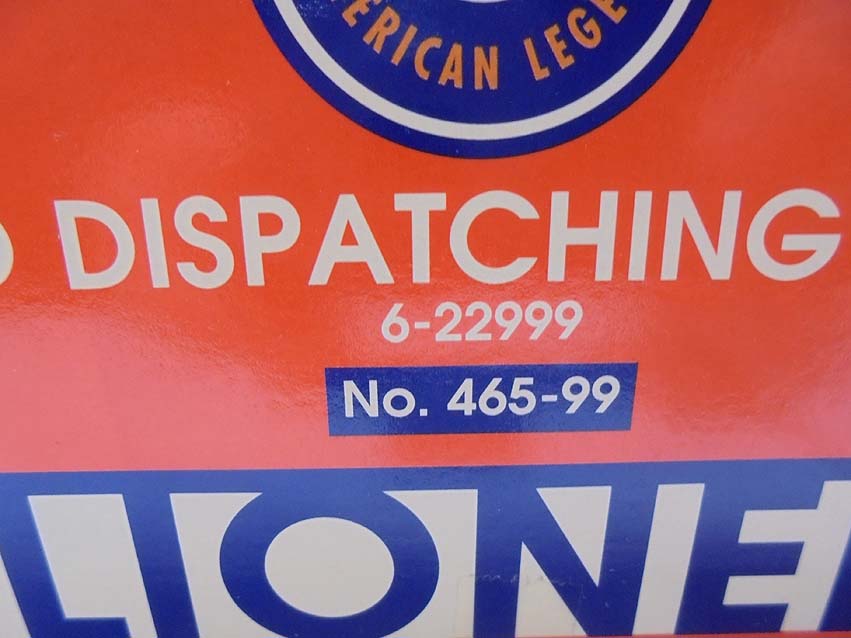 ERICAN LEGE
DISPATCHING
6-22999
No. 465-99
LIONE